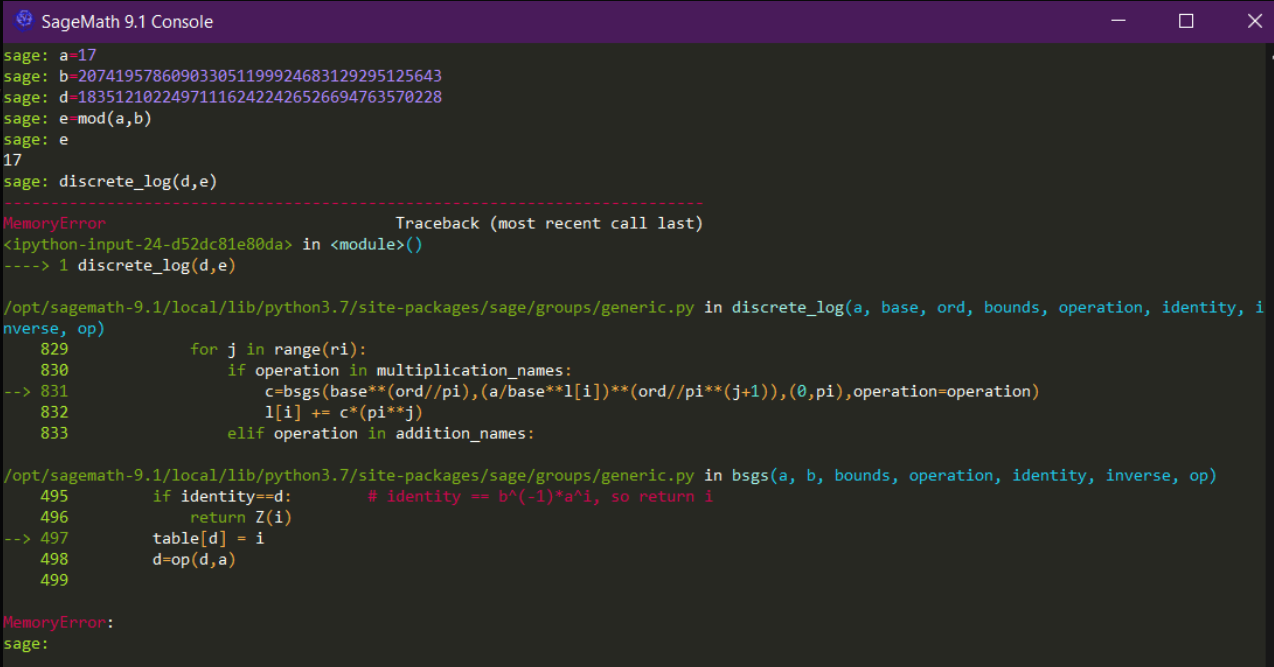 SageMath 9.1 Console
sage: a=17
sage: b=20741957860903305119992468312929512 5643
sage: d=18351210224971116242242652669476357 0228
sage: e=mod(a,b)
sage: e
17
sage: discrete_log(d,e)
---------------------------------------------------------------------------
MemoryError                               Traceback (most recent call last)
<ipython-input-24-d52dc81e80da> in <module>()
----> 1 discrete_log(d,e)
/opt/sagemath-9.1/local/lib/python3.7/site-packages/sage/groups/generic.py in discrete_log(a, base, ord, bounds, operation, identity, i
nverse, op)
    829             for j in range(ri):
    830                 if operation in multiplication_names:
--> 831                     c=bsgs(base**(ord//pi),(a/base**l[i])**(ord//pi**(j+1)),(0,pi),operation=operation)
    832                     l[i] += c*(pi**j)
    833                 elif operation in addition_names:
/opt/sagemath-9.1/local/lib/python3.7/site-packages/sage/groups/generic.py in bsgs(a, b, bounds, operation, identity, inverse, op)
    495         if identity==d:        # identity == b^(-1)*a^i, so return i
    496             return Z(i)
--> 497         table[d] = i
    498         d=op(d,a)
    499
MemoryError:
sage: